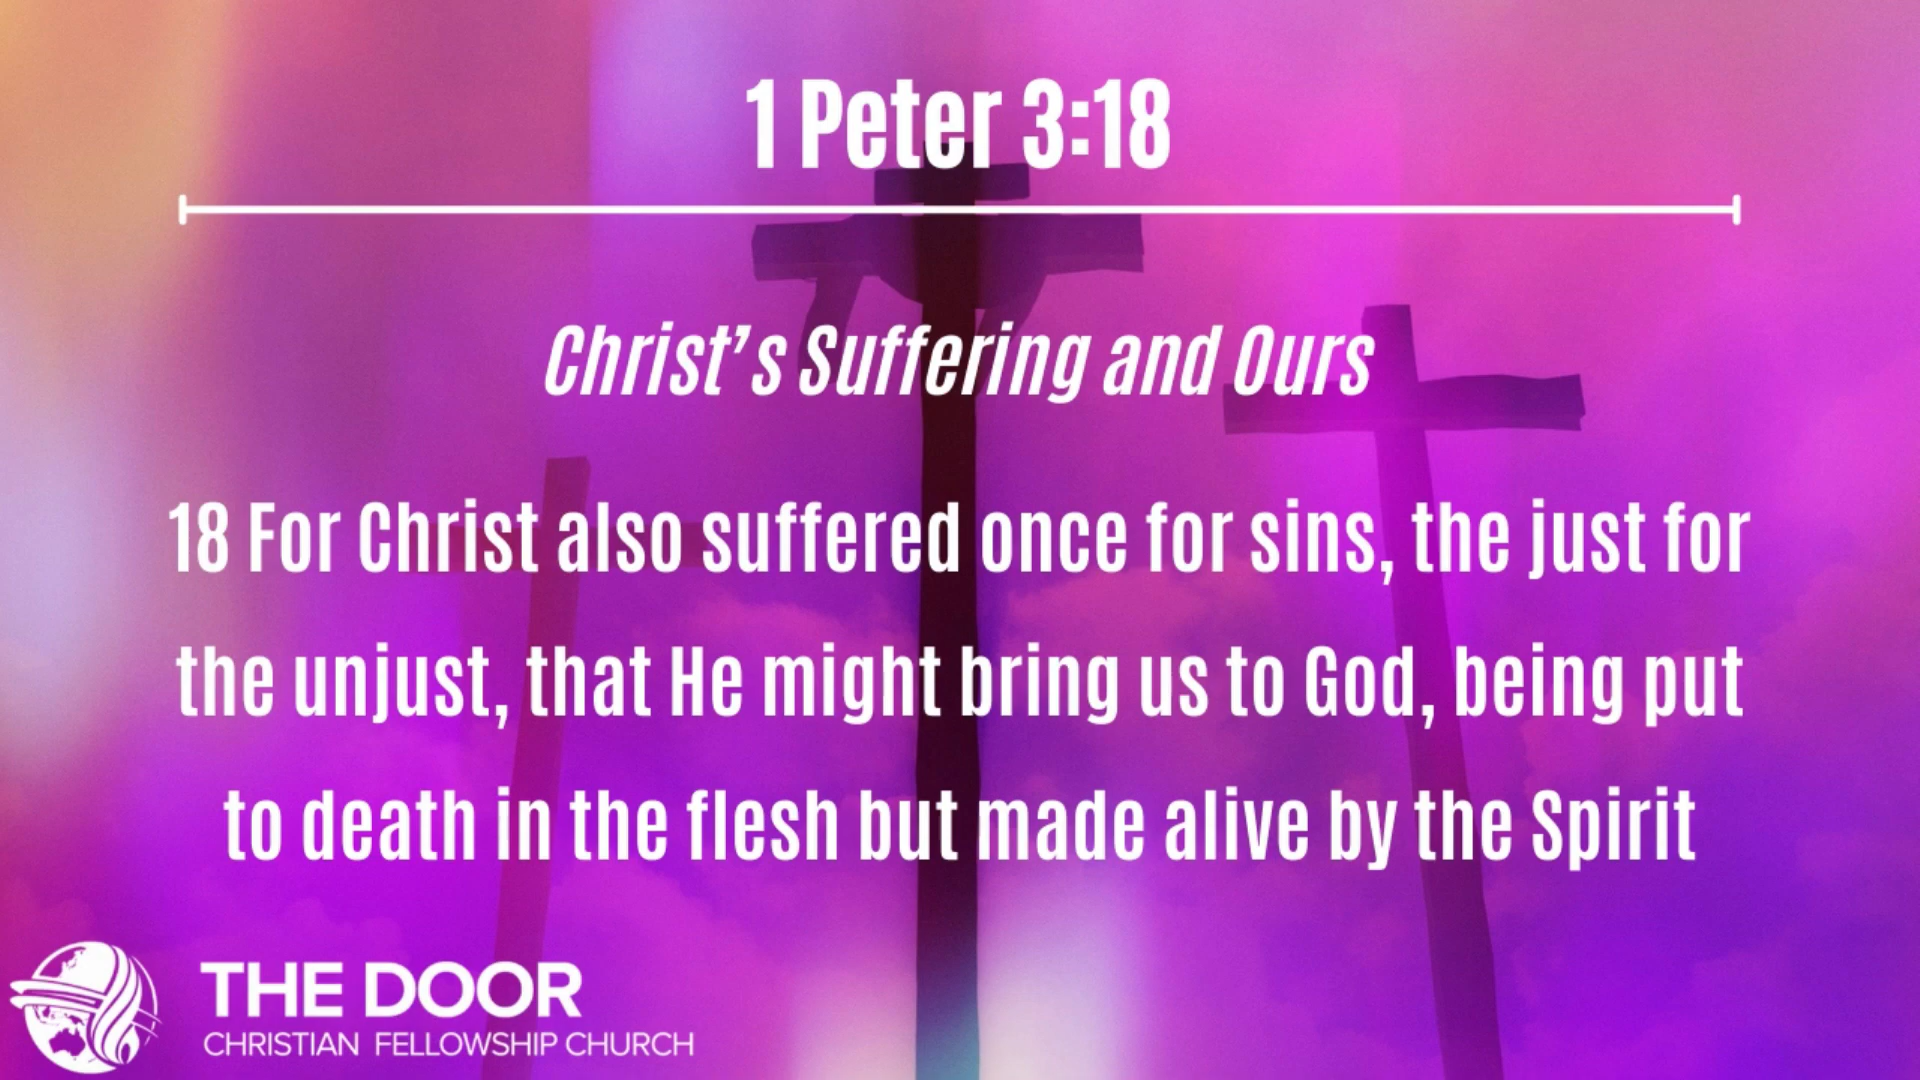 1 Peter 3:18
Christ's Suffering and Ours
18 For Christ also suffered once for sins, the just for
the unjust, that He might bring us to God, being put
to death in the flesh but made alive by the Spirit
THE DOOR
CHRISTIAN FELLOWSHIP CHURCH